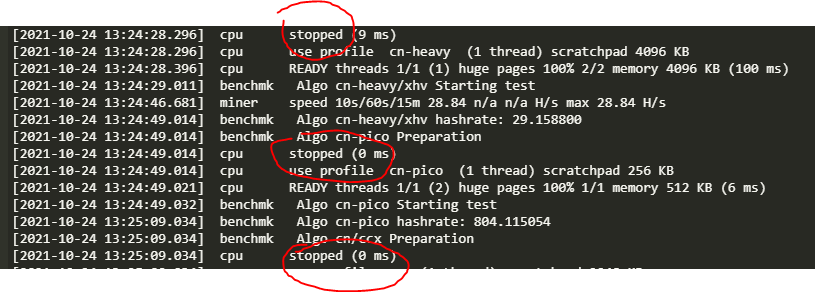 [2021-10-24 13:24:28.296] cpu stopped (9 ms)
[2021-10-24 13:24:28.296] cpu use profile cn-heavy (1 thread) scratchpad 4096 KB
[2021-10-24 13:24:28.396] cpu READY threads 1/1 (1) huge pages 100% 2/2 memory 4096 KB (100 ms)
[2021-10-24 13:24:29.011] benchmk Algo cn-heavy/xhv Starting test
[2021-10-24 13:24:46.681] miner speed 10s/60s/15m 28.84 n/a n/a H/s max 28.84 H/s
[2021-10-24 13:24:49.014] benchmk Algo cn-heavy/xhv hashrate: 29.158800
[2021-10-24 13:24:49.014] benchmk Algo cn-pico Preparation
[2021-10-24 13:24:49.014] cpu stopped (0 ms)
[2021-10-24 13:24:49.014] cpu use profile cn-pico (1 thread) scratchpad 256 KB
[2021-10-24 13:24:49.021] cpu READY threads 1/1 (2) huge pages 100% 1/1 memory 512 KB (6 ms)
[2021-10-24 13:24:49.032] benchmk Algo cn-pico Starting test
[2021-10-24 13:25:09.034] benchmk Algo cn-pico hashrate: 804.115054
[2021-10-24 13:25:09.034] benchmk Algo cn/ccx Preparation
[2021-10-24 13:25:09.034] cpu stopped (0 ms)